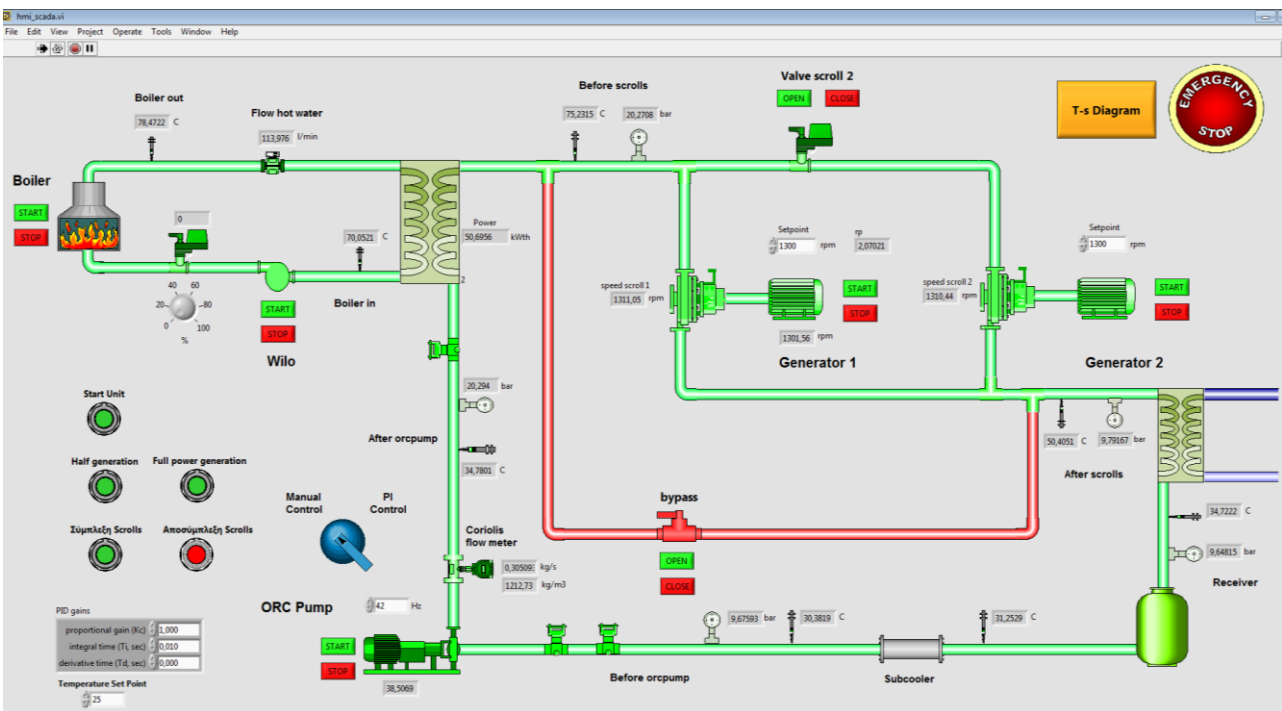 hmi_scada.vi
File Edit View Project Operate Tools Window Help
Boiler out
78,4722 C
Flow hot water
113,976 l/min
Before scrolls
75,2315 C 20,2708 bar
Valve scroll 2
OPEN CLOSE
T-s Diagram
EMERGENCY
STOP
Boiler
START
STOP
0
70,0521 C
Boiler in
Power
50,6956 kWth
2
Setpoint
1300 rpm
rp
2,07021
Setpoint
1300 rpm
speed scroll 1
1311,05 rpm
START
STOP
1301,56 rpm
Generator 1
speed scroll 2
1310,44 rpm
START
STOP
Generator 2
0 20 40 60 80 100
%
START
STOP
Wilo
20,294 bar
After orcpump
34,7801 C
50,4051 C 9,79167 bar
After scrolls
Start Unit
Half generation Full power generation
Σύμπλεξη Scrolls Αποσύμπλεξη Scrolls
Manual Control
PI Control
Coriolis flow meter
0,30509 kg/s
1212,73 kg/m3
bypass
OPEN
CLOSE
34,7222 C
9,64815 bar
Receiver
PID gains
proportional gain (Kc) 1,000
integral time (Ti, sec) 0,010
derivative time (Td, sec) 0,000
Temperature Set Point
25
ORC Pump
42 Hz
START
STOP
38,5069
9,67593 bar 30,3819 C
Before orcpump
31,2529 C
Subcooler